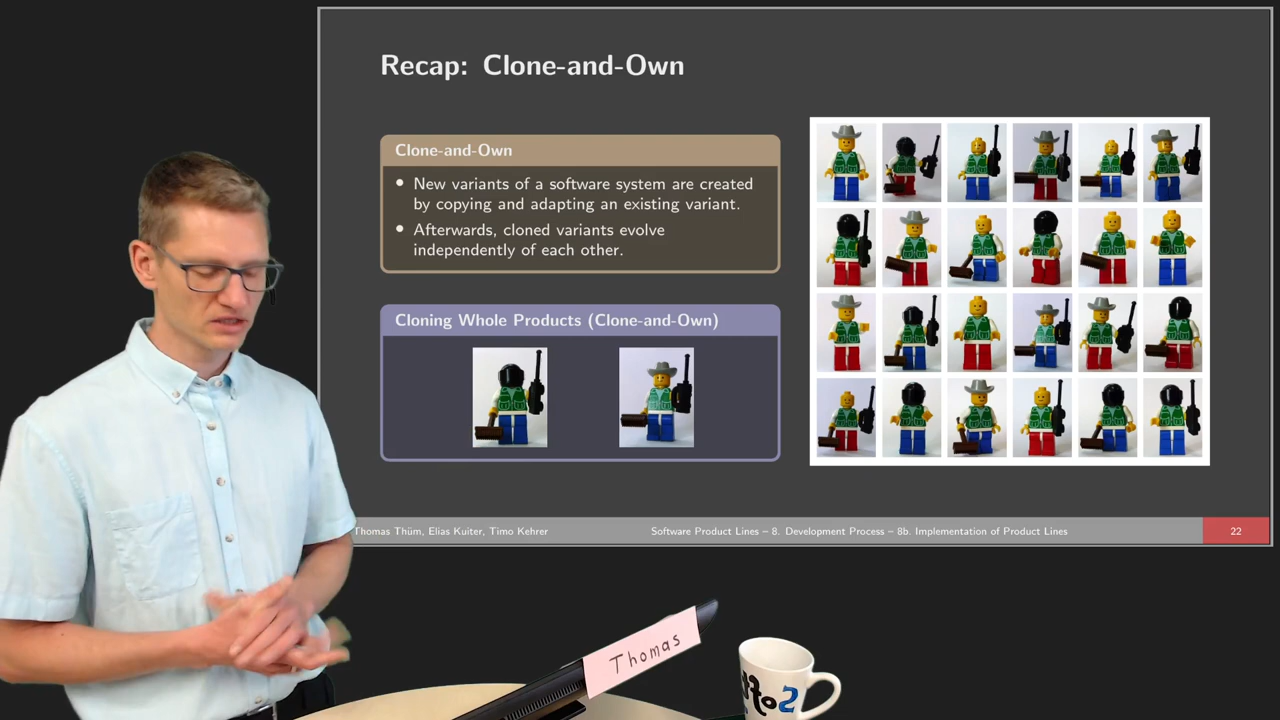 Recap: Clone-and-Own
Clone-and-Own
• New variants of a software system are created
by copying and adapting an existing variant.
• Afterwards, cloned variants evolve
independently of each other.
Cloning Whole Products (Clone-and-Own)
Thomas Thüm, Elias Kuiter, Timo Kehrer
Software Product Lines – 8. Development Process – 8b. Implementation of Product Lines
22
Thomas